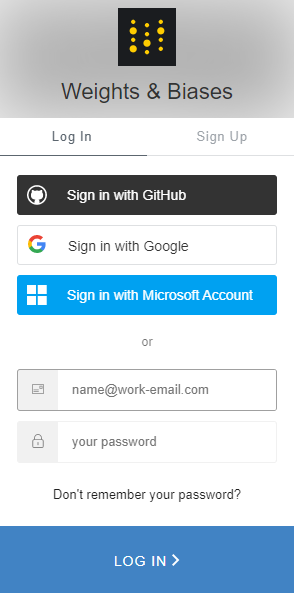 Weights & Biases
Log In
Sign Up
Sign in with GitHub
Sign in with Google
Sign in with Microsoft Account
or
name@work-email.com
your password
Don't remember your password?
LOG IN